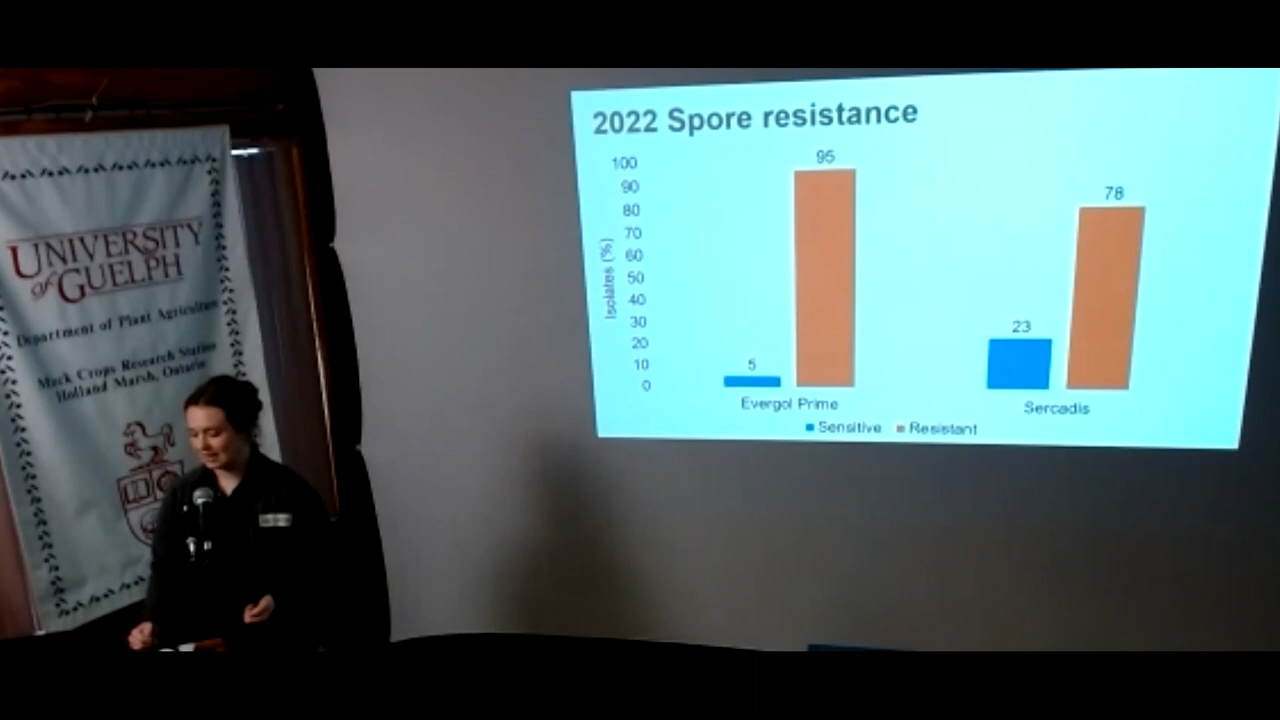 UNIVERSITY
of GUELPH
Department of Plant Agriculture
Muck Crops Research Station
Holland Marsh, Ontario
2022 Spore resistance
Isolates (%)
100
90
80
70
60
50
40
30
20
10
0
5
95
23
78
Evergol Prime
Sercadis
Sensitive
Resistant